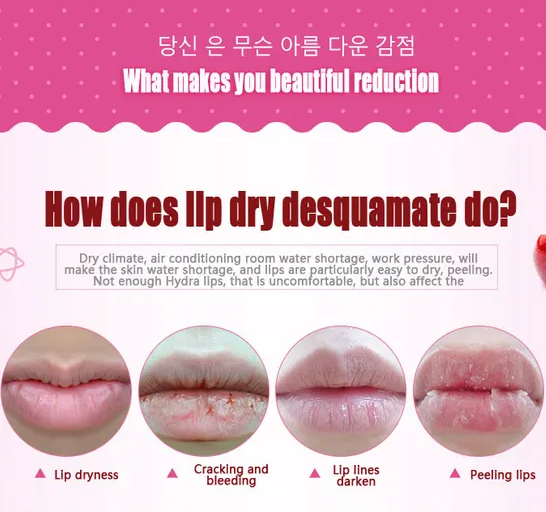 당신 은 무슨 아름 다운 감점
What makes you beautiful reduction
How does lip dry desquamate do?
Dry climate, air conditioning room water shortage, work pressure, will
make the skin water shortage, and lips are particularly easy to dry, peeling.
Not enough Hydra lips, that is uncomfortable, but also affect the
Lip dryness
Cracking and
bleeding
Lip lines
darken
Peeling lips